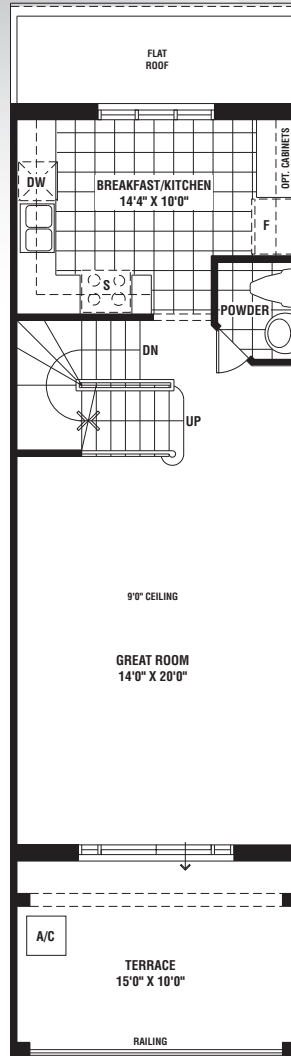 FLAT
ROOF
OPT. CABINETS
DW
BREAKFAST/KITCHEN
14'4" X 10'0"
F
S
POWDER
DN
UP
9'0" CEILING
GREAT ROOM
14'0" X 20'0"
A/C
TERRACE
15'0" X 10'0"
RAILING